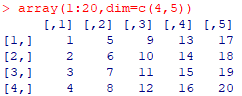 > array(1:20,dim=c(4,5))
     [,1] [,2] [,3] [,4] [,5]
[1,]    1    5    9   13   17
[2,]    2    6   10   14   18
[3,]    3    7   11   15   19
[4,]    4    8   12   16   20